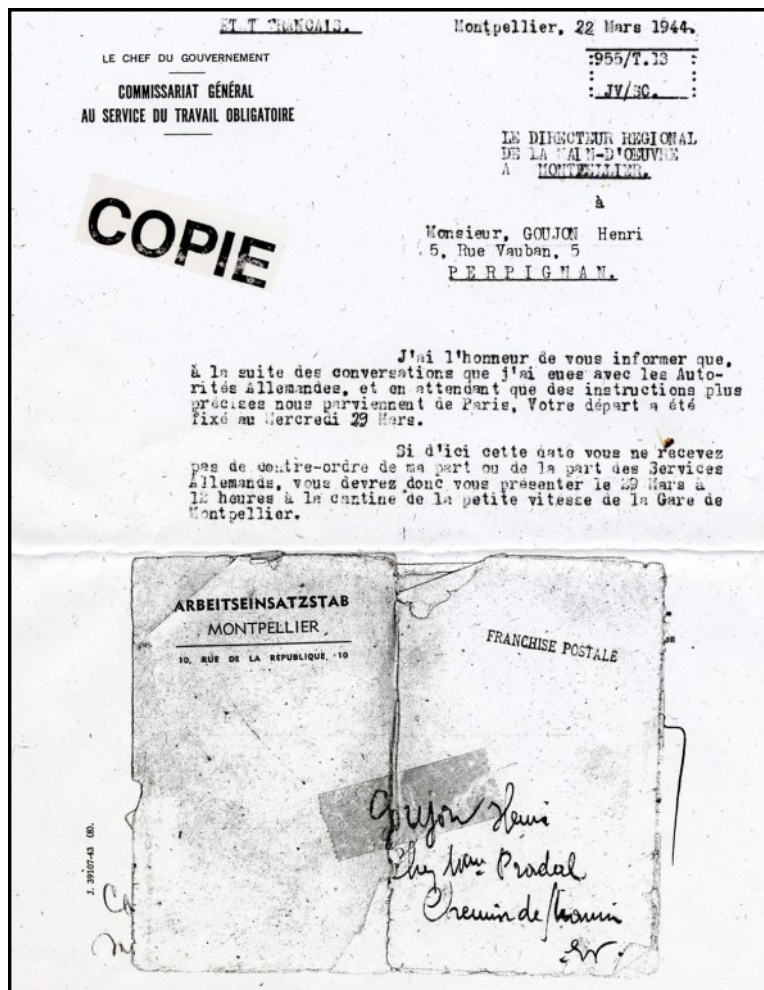 ETAT FRANCAIS.
Montpellier, 22 Mars 1944.
LE CHEF DU GOUVERNEMENT
COMMISSARIAT GÉNÉRAL
AU SERVICE DU TRAVAIL OBLIGATOIRE
:955/T.13 :
: JV/SC. :
LE DIRECTEUR REGIONAL
DE LA MAIN-D'ŒUVRE
A MONTPELLIER.
à
COPIE
Monsieur, GOUJON Henri
5, Rue Vauban, 5
PERPIGNAN.
J'ai l'honneur de vous informer que,
à la suite des conversations que j'ai eues avec les Auto-
rités Allemandes, et en attendant que des instructions plus
précises nous parviennent de Paris, Votre départ a été
fixé au Mercredi 29 Mars.
Si d'ici cette date vous ne recevez
pas de contre-ordre de ma part ou de la part des Services
Allemands, vous devrez donc vous présenter le 29 Mars à
12 heures à la cantine de la petite vitesse de la Gare de
Montpellier.
ARBEITSEINSATZSTAB
MONTPELLIER
10, RUE DE LA REPUBLIQUE, 10
FRANCHISE POSTALE
Goujon Henri
Chez Pradal
Chemin de
J. 39107-43 (8).